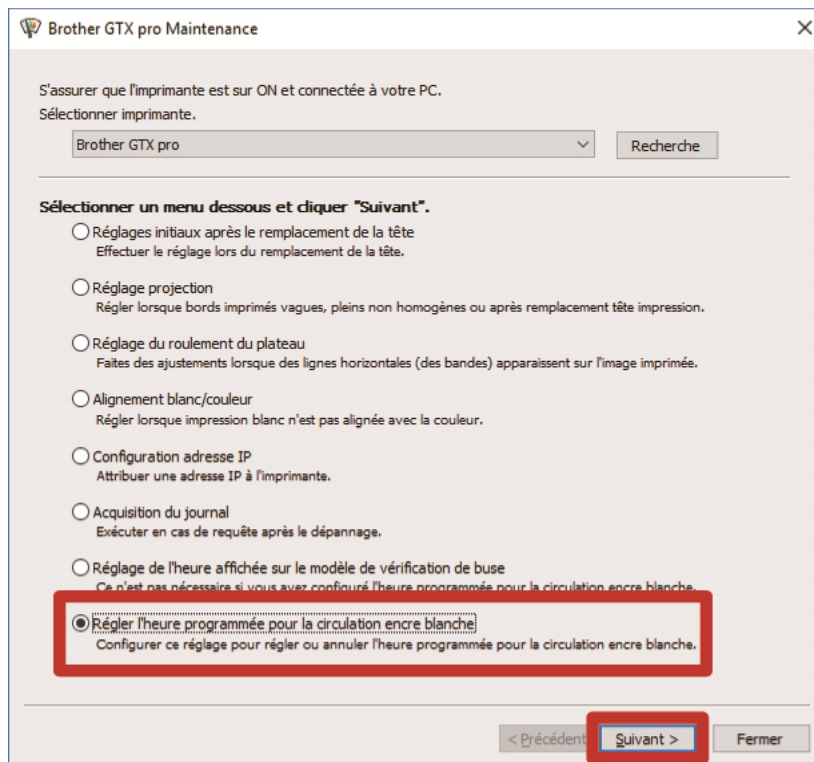 Brother GTX pro Maintenance
S'assurer que l'imprimante est sur ON et connectée à votre PC.
Sélectionner imprimante.
Brother GTX pro
Recherche
Sélectionner un menu dessous et cliquer "Suivant".
Réglages initiaux après le remplacement de la tête
Effectuer le réglage lors du remplacement de la tête.
Réglage projection
Régler lorsque bords imprimés vagues, pleins non homogènes ou après remplacement tête impression.
Réglage du roulement du plateau
Faites des ajustements lorsque des lignes horizontales (des bandes) apparaissent sur l'image imprimée.
Alignement blanc/couleur
Régler lorsque impression blanc n'est pas alignée avec la couleur.
Configuration adresse IP
Attribuer une adresse IP à l'imprimante.
Acquisition du journal
Exécuter en cas de requête après le dépannage.
Réglage de l'heure affichée sur le modèle de vérification de buse
Ce n'est pas nécessaire si vous avez configuré l'heure programmée pour la circulation encre blanche.
Régler l'heure programmée pour la circulation encre blanche
Configurer ce réglage pour régler ou annuler l'heure programmée pour la circulation encre blanche.
< Précédent
Suivant >
Fermer